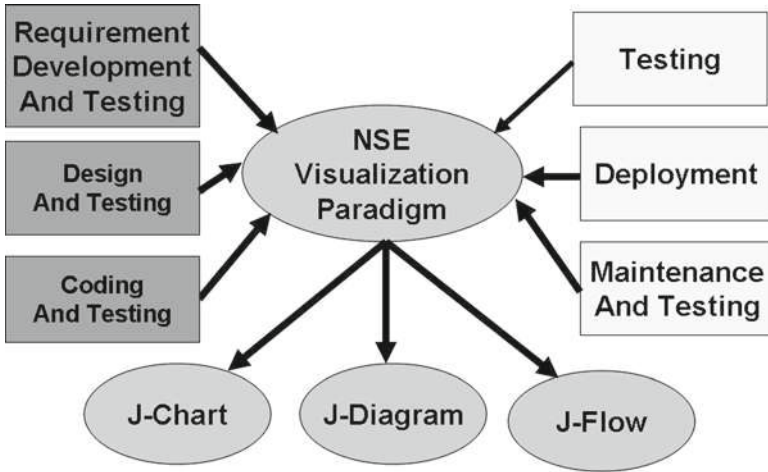 Requirement
Development
And Testing
Design
And Testing
Coding
And Testing
NSE
Visualization
Paradigm
Testing
Deployment
Maintenance
And Testing
J-Chart
J-Diagram
J-Flow